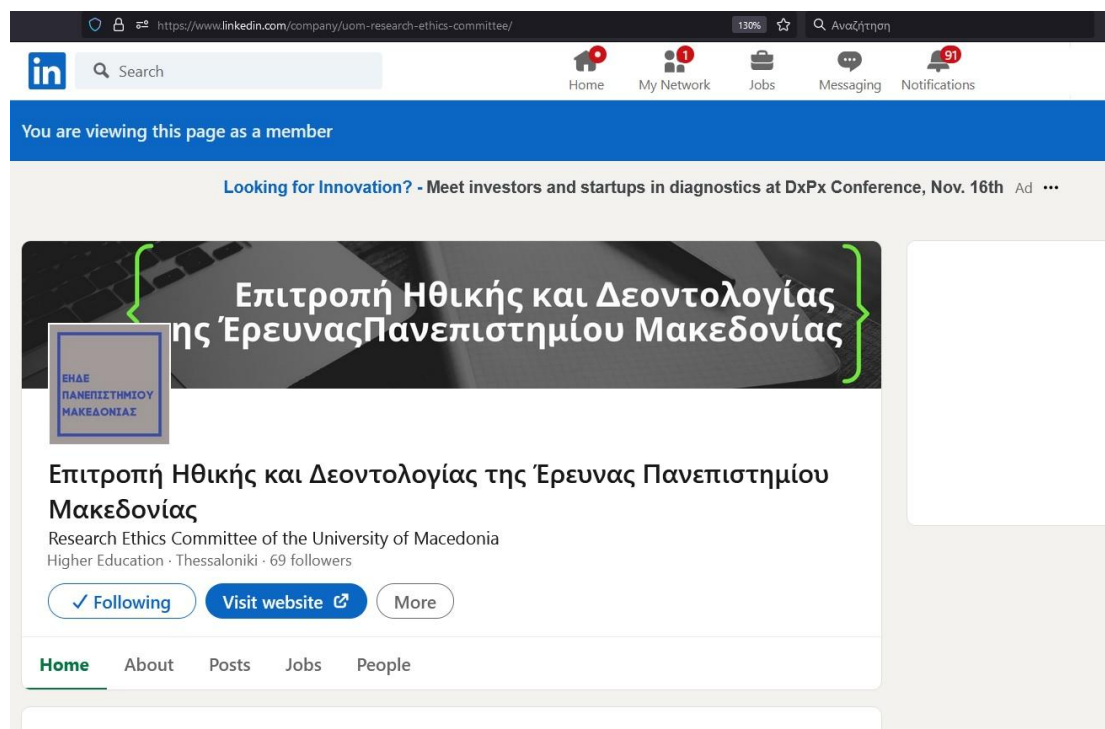 https://www.linkedin.com/company/uom-research-ethics-committee/
130%
Αναζήτηση
in
Search
Home
1
My Network
Jobs
Messaging
91
Notifications
You are viewing this page as a member
Looking for Innovation? - Meet investors and startups in diagnostics at DxPx Conference, Nov. 16th Ad
Επιτροπή Ηθικής και Δεοντολογίας
ης ΈρευναςΠανεπιστημίου Μακεδονίας
ΕΗΔΕ
ΠΑΝΕΠΙΣΤΗΜΙΟΥ
ΜΑΚΕΔΟΝΙΑΣ
Επιτροπή Ηθικής και Δεοντολογίας της Έρευνας Πανεπιστημίου
Μακεδονίας
Research Ethics Committee of the University of Macedonia
Higher Education · Thessaloniki · 69 followers
Following
Visit website
More
Home About Posts Jobs People